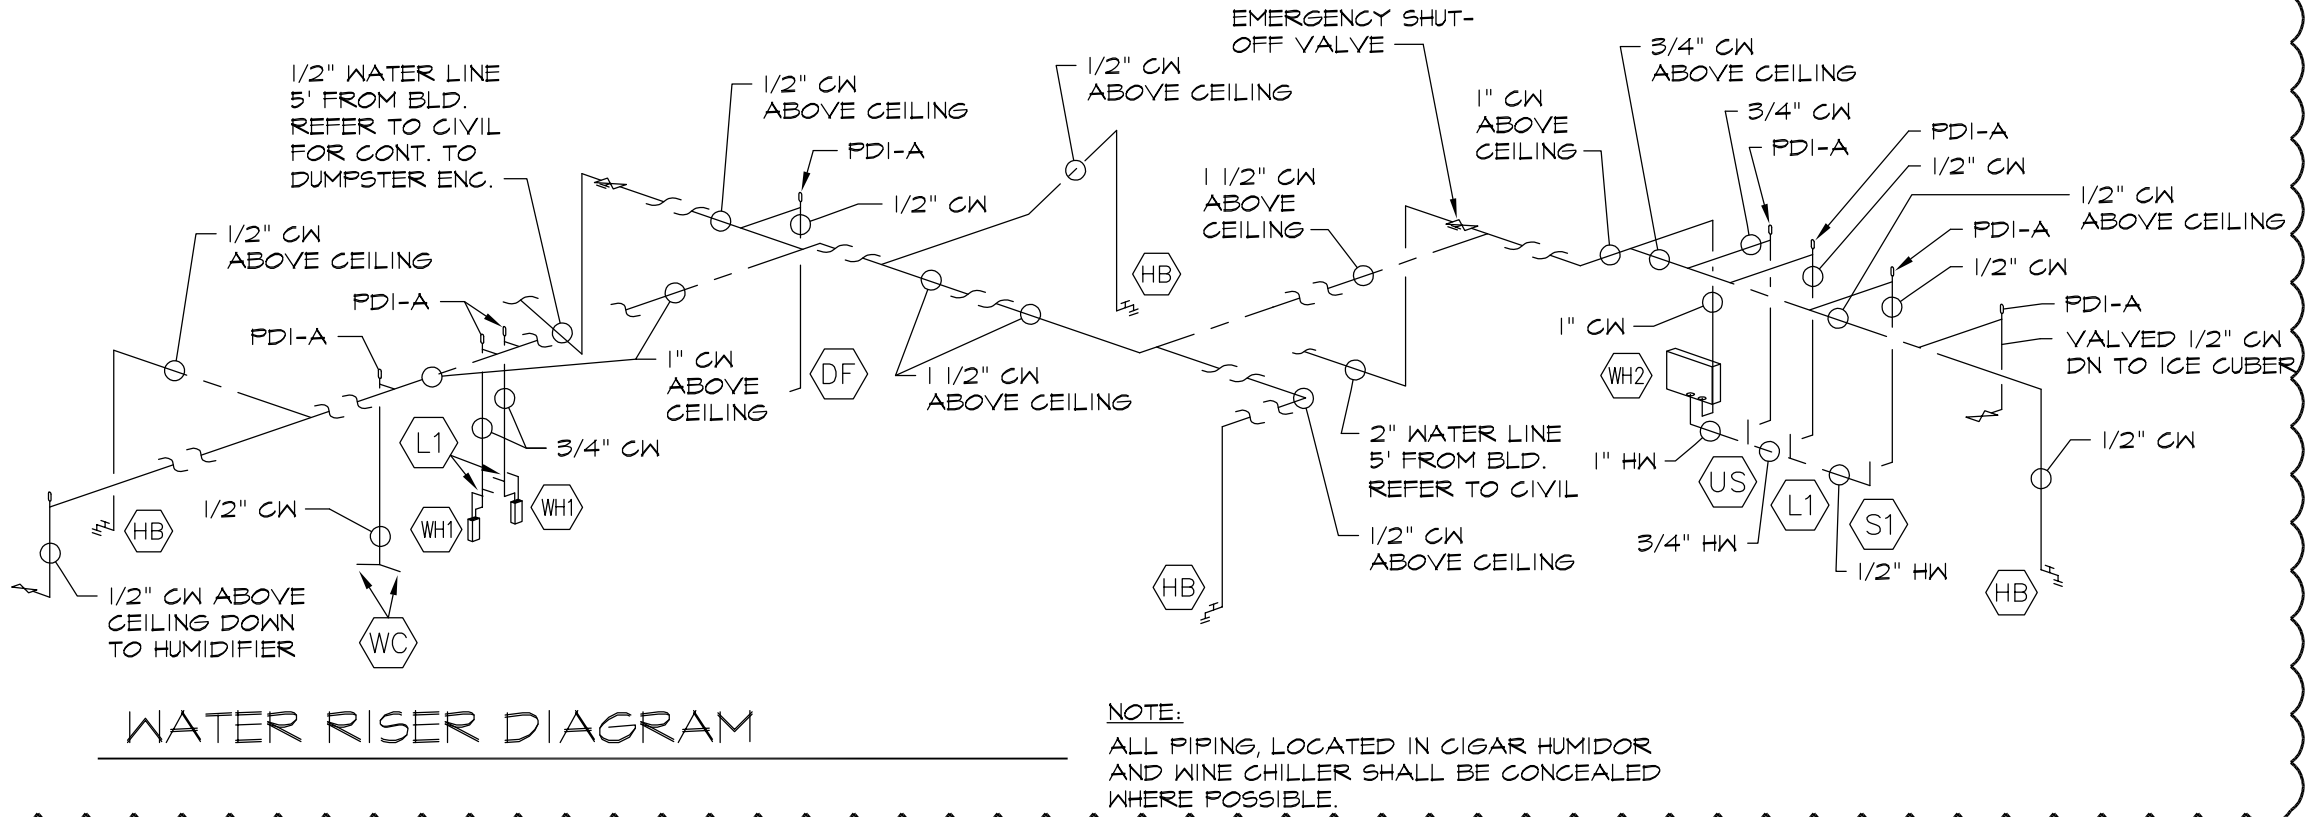 EMERGENCY SHUT-
OFF VALVE
1/2" WATER LINE
5' FROM BLD.
REFER TO CIVIL
FOR CONT. TO
DUMPSTER ENC.
1/2" CW
ABOVE CEILING
1/2" CW
ABOVE CEILING
3/4" CW
ABOVE CEILING
1" CW
ABOVE
CEILING
3/4" CW
PDI-A
PDI-A
PDI-A
1/2" CW
1/2" CW
1 1/2" CW
ABOVE
CEILING
1/2" CW
ABOVE CEILING
1/2" CW
ABOVE CEILING
PDI-A
1/2" CW
HB
PDI-A
PDI-A
1" CW
ABOVE
CEILING
DF
1 1/2" CW
ABOVE CEILING
1" CW
WH2
PDI-A
VALVED 1/2" CW
DN TO ICE CUBER
L1
3/4" CW
2" WATER LINE
5' FROM BLD.
REFER TO CIVIL
1" HW
US
L1
S1
1/2" CW
HB
1/2" CW
WH1
WH1
1/2" CW
ABOVE CEILING
3/4" HW
1/2" HW
HB
HB
1/2" CW ABOVE
CEILING DOWN
TO HUMIDIFIER
WC
WATER RISER DIAGRAM
NOTE:
ALL PIPING, LOCATED IN CIGAR HUMIDOR
AND WINE CHILLER SHALL BE CONCEALED
WHERE POSSIBLE.